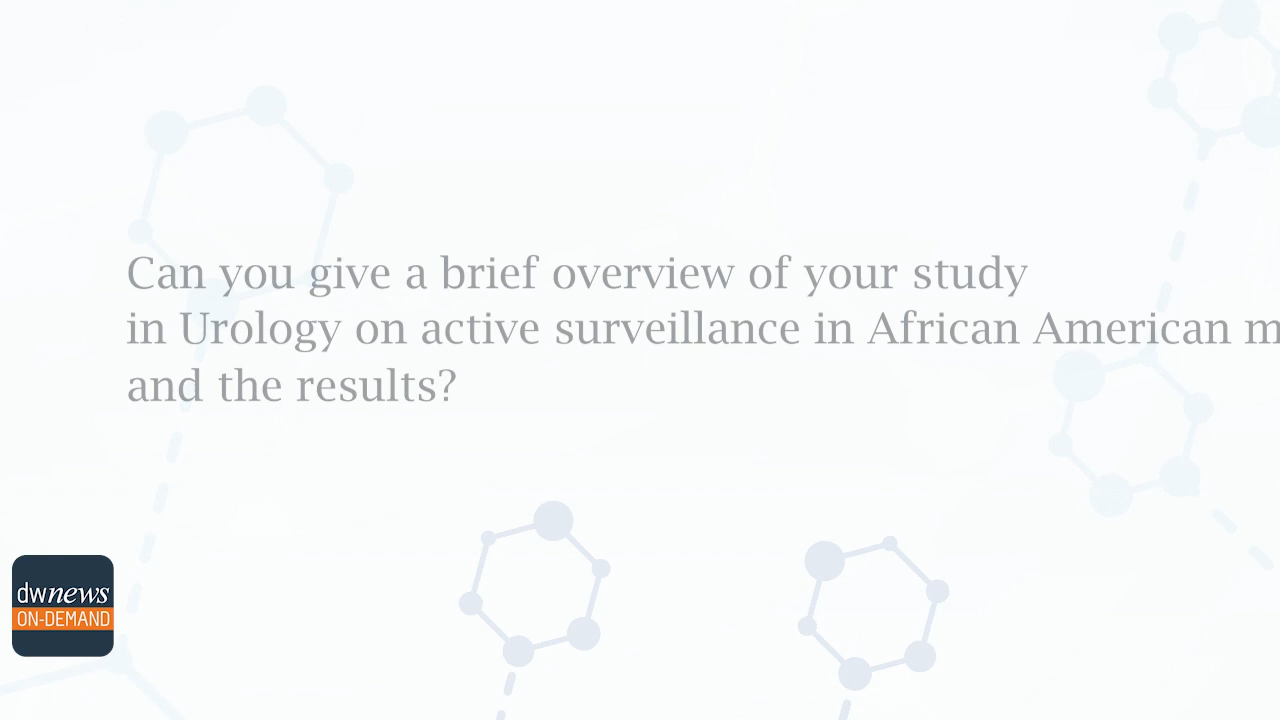 Can you give a brief overview of your study
in Urology on active surveillance in African American m
and the results?
dwnews
ON-DEMAND